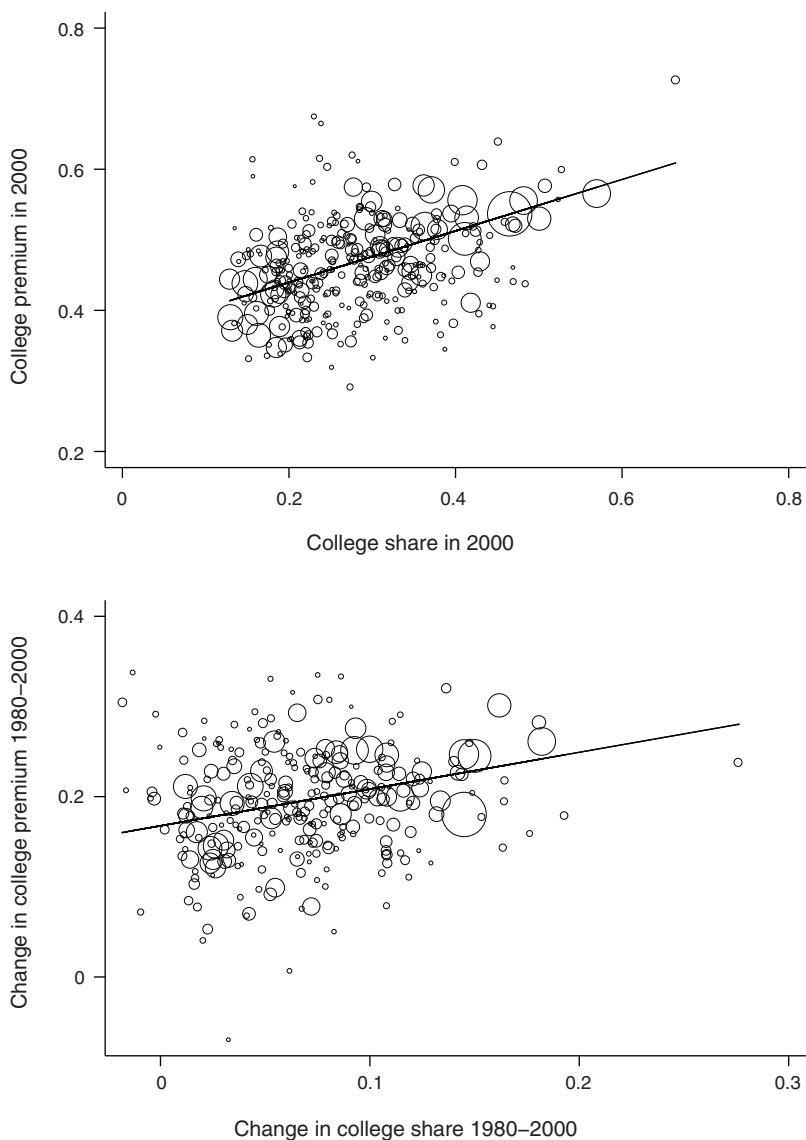 0.8
0.6
0.4
0.2
College premium in 2000
0 0.2 0.4 0.6 0.8
College share in 2000
0.4
0.2
0
Change in college premium 1980–2000
0 0.1 0.2 0.3
Change in college share 1980–2000